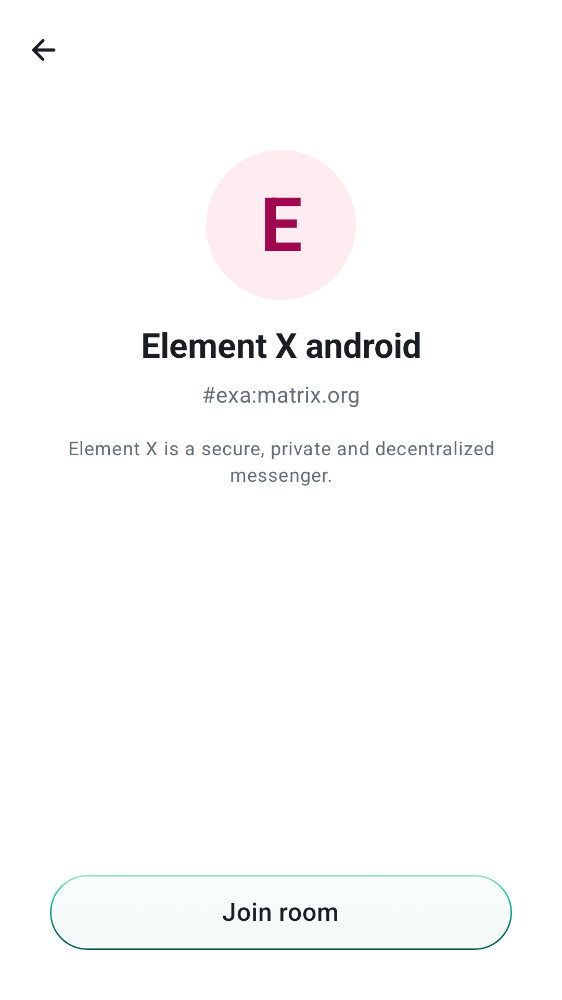 E
Element X android
#exa:matrix.org
Element X is a secure, private and decentralized
messenger.
Join room